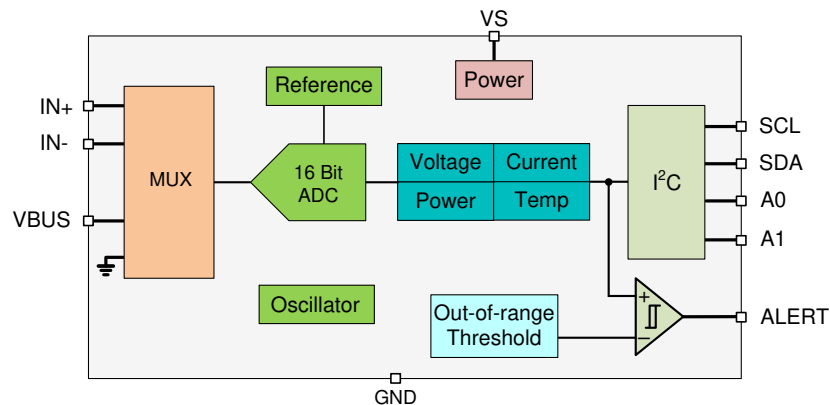 VS
Power
Reference
IN+
IN-
VBUS
MUX
16 Bit
ADC
Voltage
Current
Power
Temp
I²C
SCL
SDA
A0
A1
Oscillator
Out-of-range
Threshold
+
−
ALERT
GND